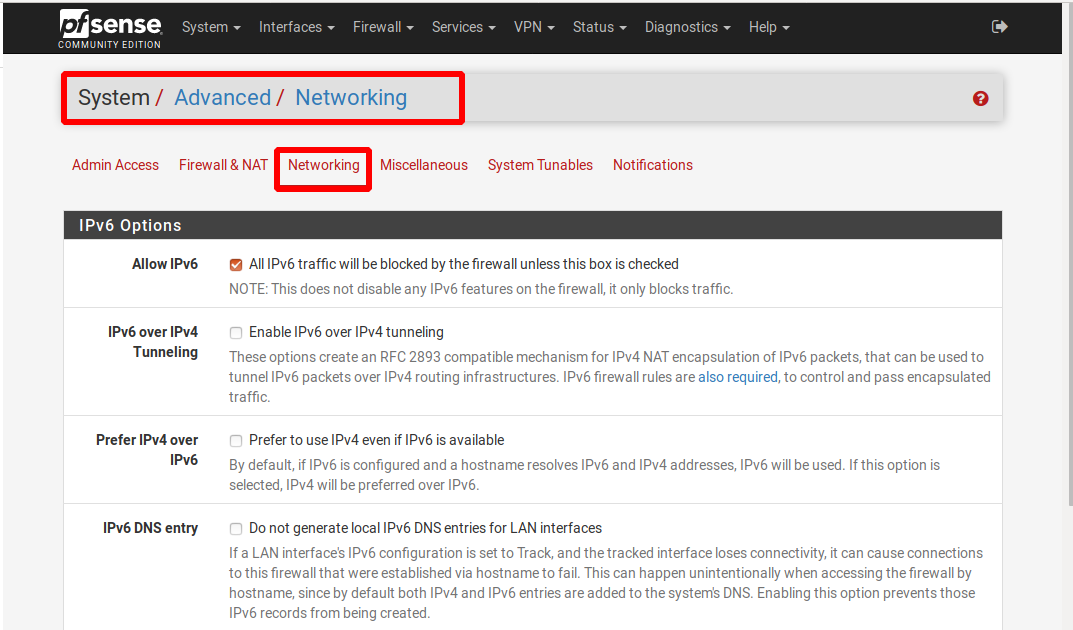 pfsense
COMMUNITY EDITION
System Interfaces Firewall Services VPN Status Diagnostics Help
System / Advanced / Networking
?
Admin Access Firewall & NAT Networking Miscellaneous System Tunables Notifications
IPv6 Options
Allow IPv6
All IPv6 traffic will be blocked by the firewall unless this box is checked
NOTE: This does not disable any IPv6 features on the firewall, it only blocks traffic.
IPv6 over IPv4
Tunneling
Enable IPv6 over IPv4 tunneling
These options create an RFC 2893 compatible mechanism for IPv4 NAT encapsulation of IPv6 packets, that can be used to
tunnel IPv6 packets over IPv4 routing infrastructures. IPv6 firewall rules are also required, to control and pass encapsulated
traffic.
Prefer IPv4 over
IPv6
Prefer to use IPv4 even if IPv6 is available
By default, if IPv6 is configured and a hostname resolves IPv6 and IPv4 addresses, IPv6 will be used. If this option is
selected, IPv4 will be preferred over IPv6.
IPv6 DNS entry
Do not generate local IPv6 DNS entries for LAN interfaces
If a LAN interface's IPv6 configuration is set to Track, and the tracked interface loses connectivity, it can cause connections
to this firewall that were established via hostname to fail. This can happen unintentionally when accessing the firewall by
hostname, since by default both IPv4 and IPv6 entries are added to the system's DNS. Enabling this option prevents those
IPv6 records from being created.